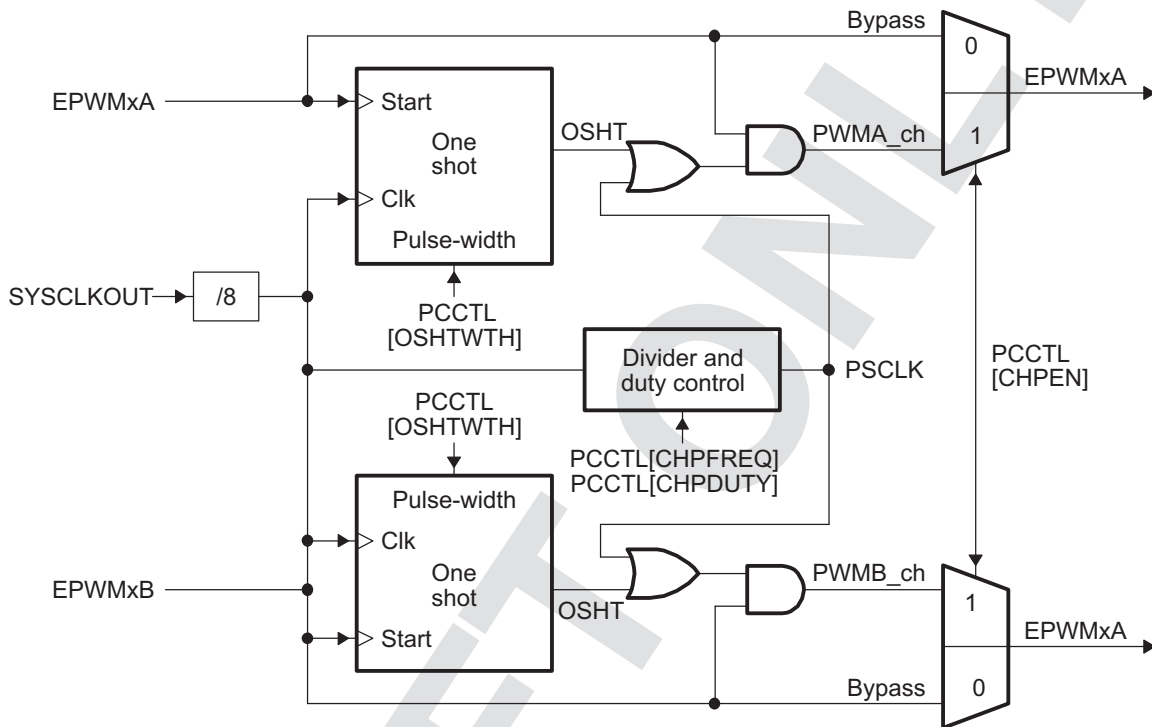 Bypass
0
EPWMxA
EPWMxA
Start
OSHT
PWMA_ch
1
One
shot
Clk
Pulse-width
SYSCLKOUT
/8
PCCTL
[OSHTWTH]
Divider and
duty control
PSCLK
PCCTL
[CHPEN]
PCCTL
[OSHTWTH]
PCCTL[CHPFREQ]
PCCTL[CHPDUTY]
Pulse-width
Clk
One
shot
EPWMxB
OSHT
PWMB_ch
1
EPWMxA
Start
Bypass
0